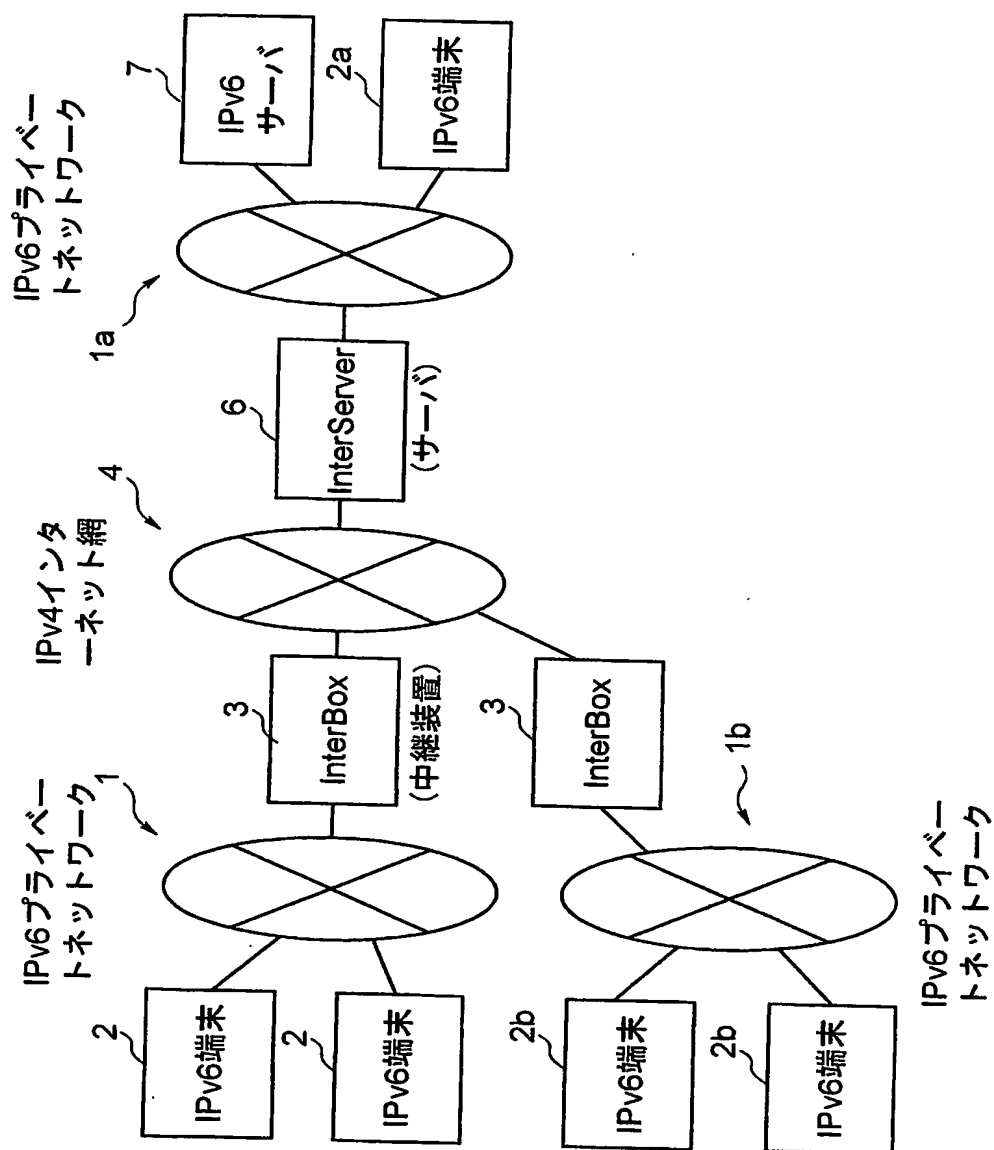 IPv6プライベー
トネットワーク
1
2
IPv6端末
2
IPv6端末
3
InterBox
(中継装置)
IPv4インタ
ーネット網
4
6
InterServer
(サーバ)
IPv6プライベー
トネットワーク
1a
7
IPv6
サーバ
2a
IPv6端末
3
InterBox
1b
2b
IPv6端末
2b
IPv6端末
IPv6プライベー
トネットワーク